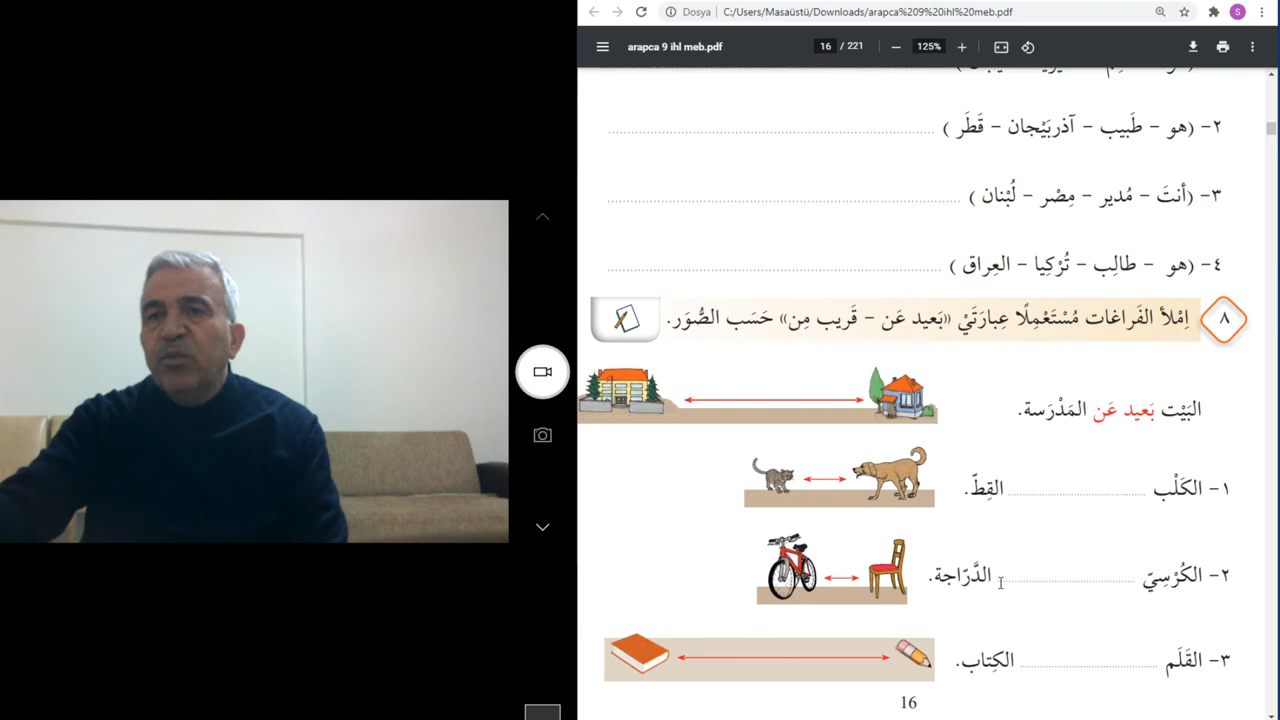 Dosya
C:/Users/Masaüstü/Downloads/arapca%209%20ihl%20meb.pdf
S
arapca 9 ihl meb.pdf
16 / 221
125%
٢- (هو - طَبيب - آذربَيْجان - قَطَر )
٣- (أنتَ - مُدير - مِصْر - لُبْنان )
٤- (هو - طالِب - تُرْكِيا - العِراق )
٨ اِمْلأ الفَراغات مُسْتَعْمِلًا عِبارَتَيْ «بَعيد عَن - قَريب مِن» حَسَب الصُّوَر.
البَيْت بَعيد عَن المَدْرَسة.
١- الكَلْب ........................ القِطّ.
٢- الكُرْسِيّ ........................ الدَّرّاجة.
٣- القَلَم ........................ الكِتاب.
16